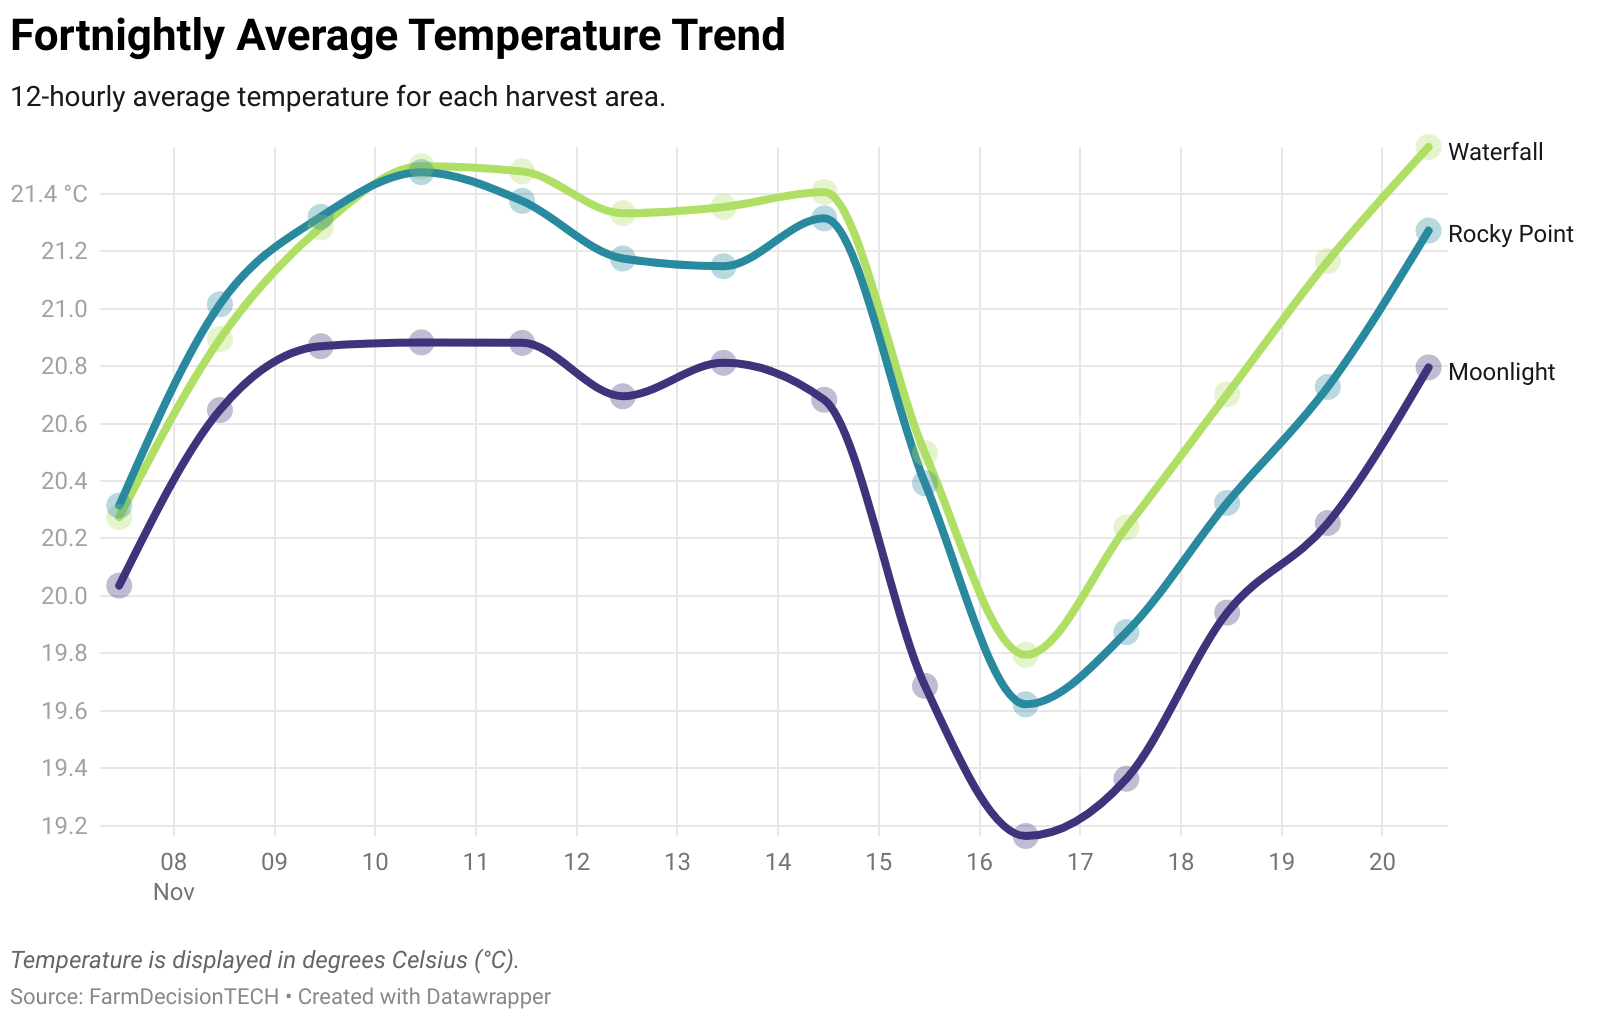 Fortnightly Average Temperature Trend
12-hourly average temperature for each harvest area.
Waterfall
21.4 °C
Rocky Point
21.2
21.0
20.8
Moonlight
20.6
20.4
20.2
20.0
19.8
19.6
19.4
19.2
08 09 10 11 12 13 14 15 16 17 18 19 20
Nov
Temperature is displayed in degrees Celsius (°C).
Source: FarmDecisionTECH • Created with Datawrapper